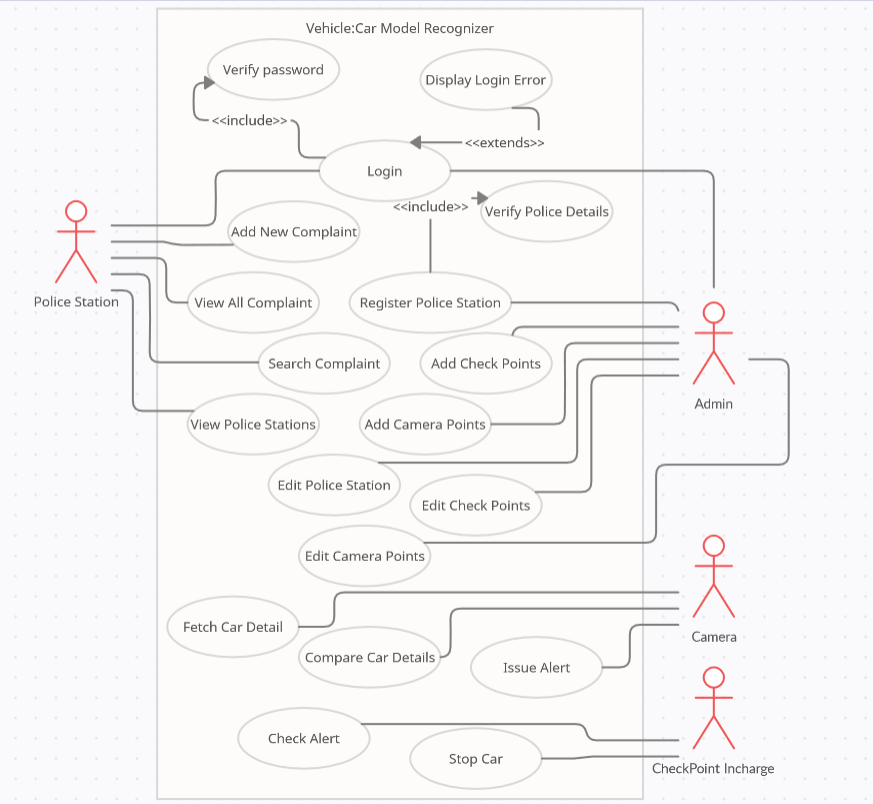 Vehicle:Car Model Recognizer
Verify password
Display Login Error
<<include>>
<<extends>>
Login
<<include>>
Verify Police Details
Add New Complaint
Police Station
View All Complaint
Register Police Station
Search Complaint
Add Check Points
Admin
View Police Stations
Add Camera Points
Edit Police Station
Edit Check Points
Edit Camera Points
Fetch Car Detail
Camera
Compare Car Details
Issue Alert
Check Alert
Stop Car
CheckPoint Incharge